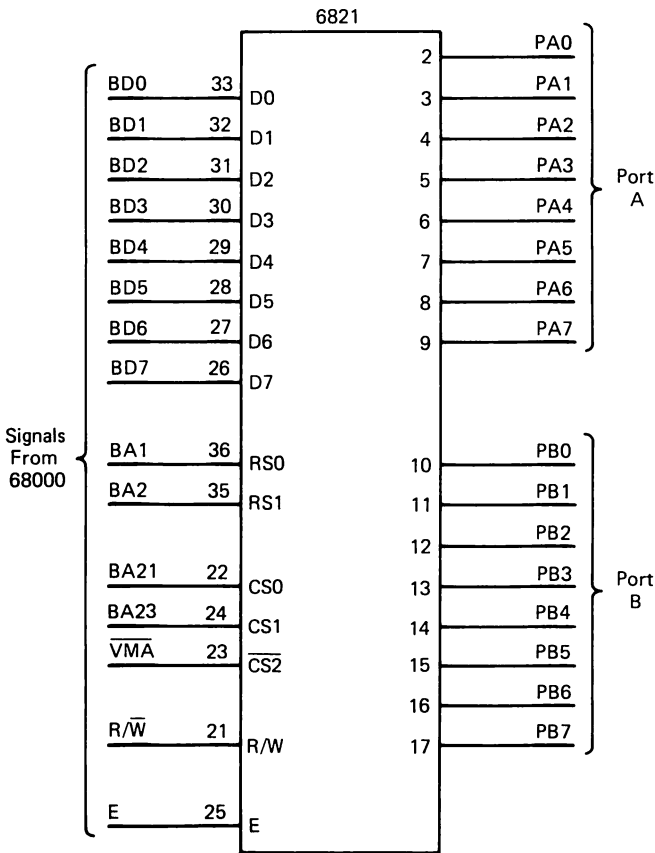 6821
2 PA0
BD0 33 D0 3 PA1
BD1 32 D1 4 PA2
BD2 31 D2 5 PA3
BD3 30 D3 6 PA4
BD4 29 D4 7 PA5
BD5 28 D5 8 PA6
BD6 27 D6 9 PA7
BD7 26 D7
Port
A
Signals
From
68000
BA1 36 RS0 10 PB0
BA2 35 RS1 11 PB1
12 PB2
BA21 22 CS0 13 PB3
BA23 24 CS1 14 PB4
V̅M̅A̅ 23 C̅S̅2̅ 15 PB5
16 PB6
R/W̅ 21 R/W 17 PB7
Port
B
E 25 E